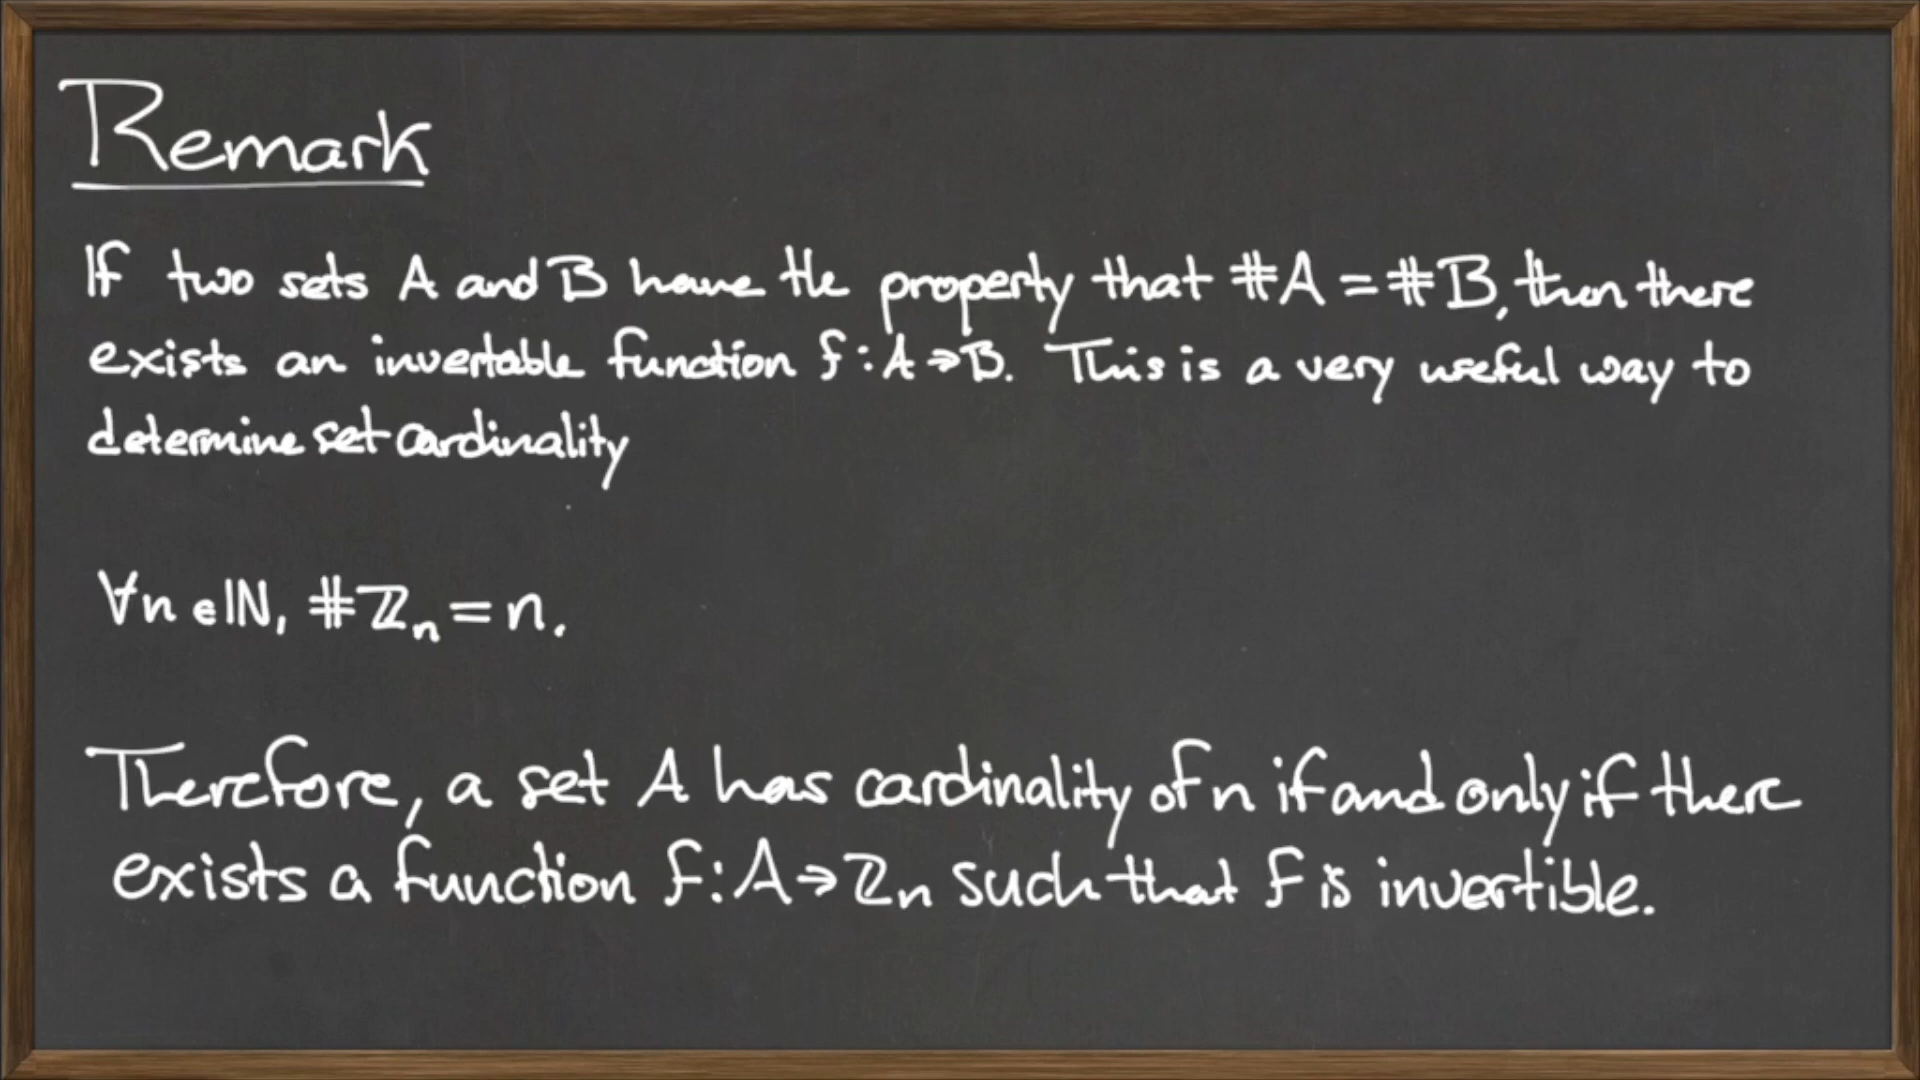 Remark
If two sets A and B have the property that #A = #B, then there
exists an invertable function f: A → B. This is a very useful way to
determine set cardinality
∀n ∈ ℕ, #ℤₙ = n.
Therefore, a set A has cardinality of n if and only if there
exists a function f: A → ℤₙ such that f is invertible.